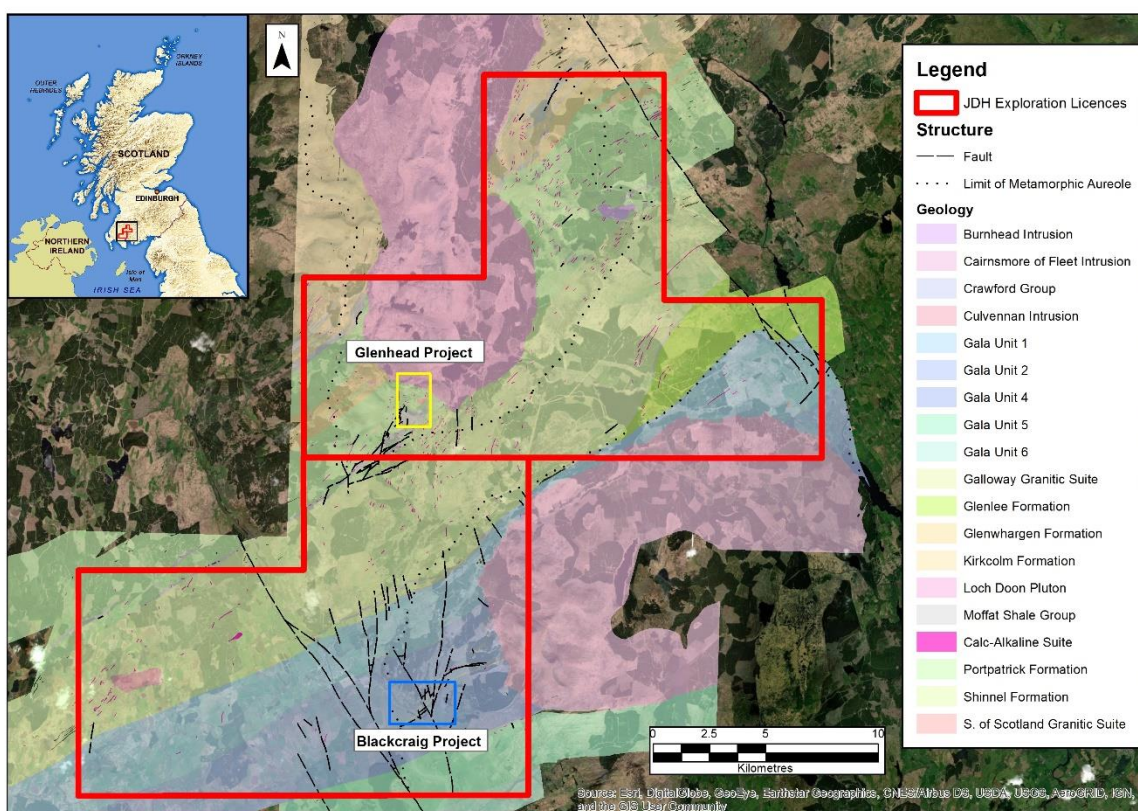 ORKNEY
ISLANDS
OUTER
HEBRIDES
SCOTLAND
EDINBURGH
NORTHERN
IRELAND
Isle of
Man
IRISH SEA
N
Glenhead Project
Blackcraig Project
Legend
JDH Exploration Licences
Structure
Fault
Limit of Metamorphic Aureole
Geology
Burnhead Intrusion
Cairnsmore of Fleet Intrusion
Crawford Group
Culvennan Intrusion
Gala Unit 1
Gala Unit 2
Gala Unit 4
Gala Unit 5
Gala Unit 6
Galloway Granitic Suite
Glenlee Formation
Glenwhargen Formation
Kirkcolm Formation
Loch Doon Pluton
Moffat Shale Group
Calc-Alkaline Suite
Portpatrick Formation
Shinnel Formation
S. of Scotland Granitic Suite
0 2.5 5 10
Kilometres
Source: Esri, DigitalGlobe, GeoEye, Earthstar Geographics, CNES/Airbus DS, USDA, USGS, AeroGRID, IGN,
and the GIS User Community